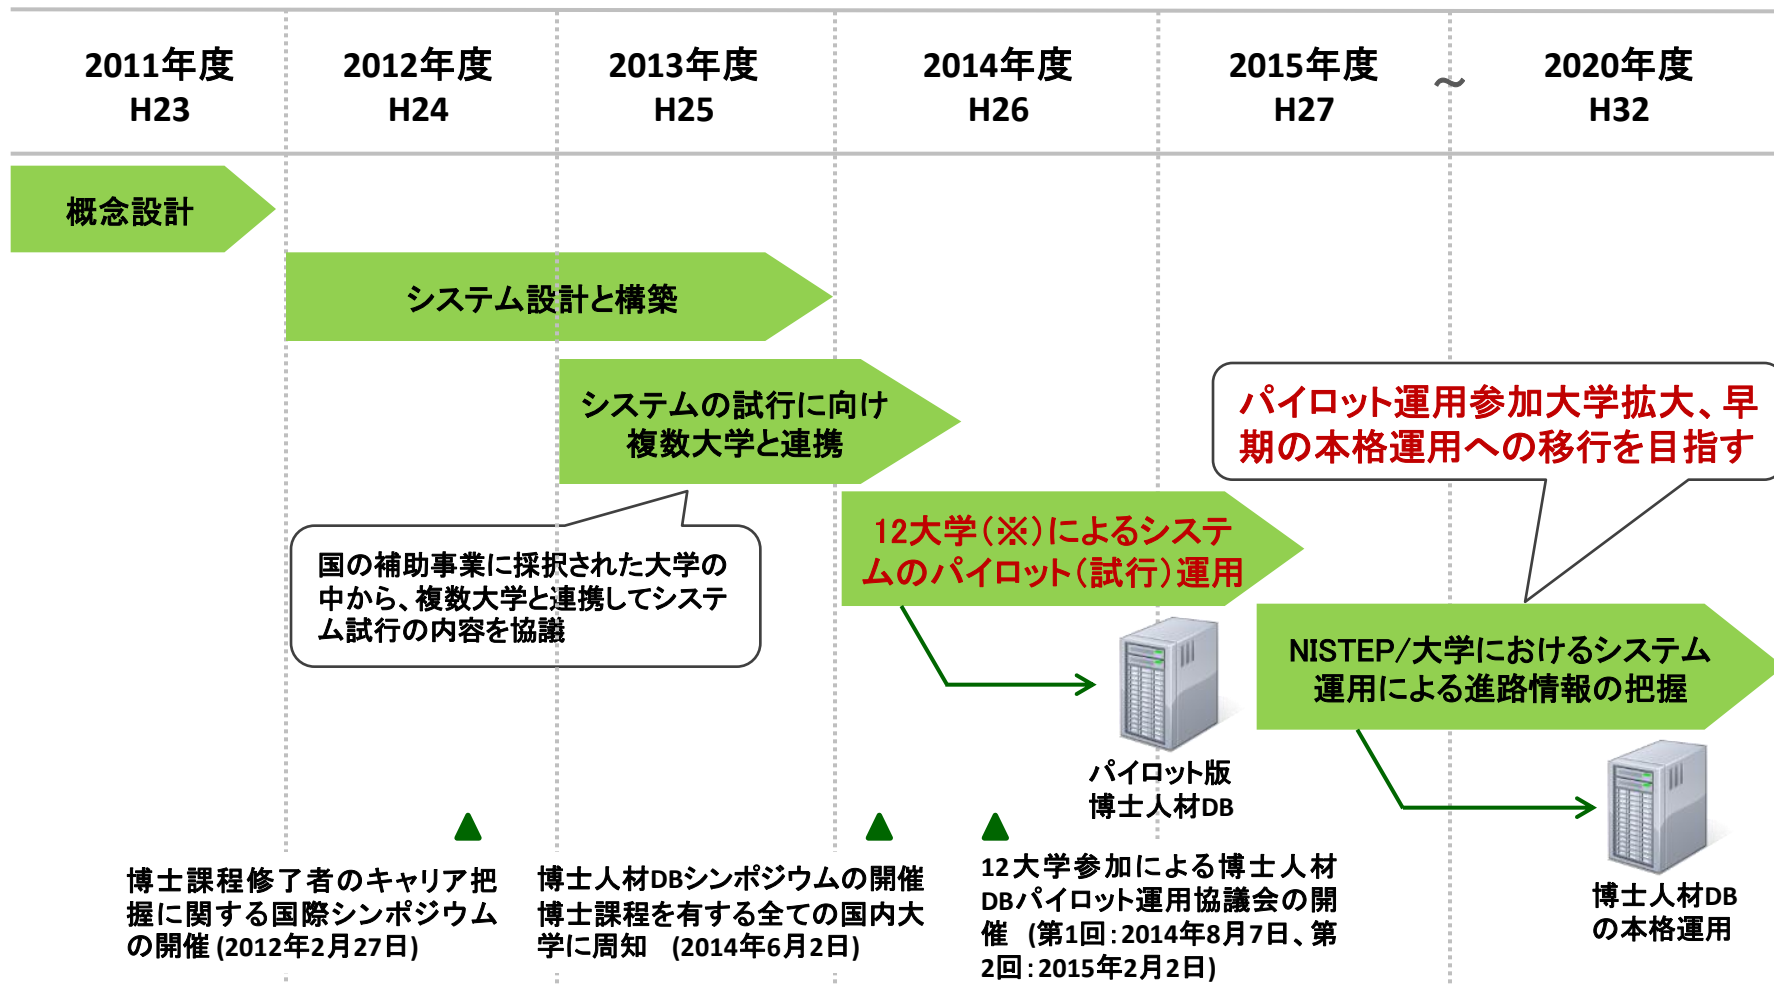 2011年度
H23
2012年度
H24
2013年度
H25
2014年度
H26
2015年度
H27
～
2020年度
H32
概念設計
システム設計と構築
システムの試行に向け
複数大学と連携
国の補助事業に採択された大学の
中から、複数大学と連携してシステ
ム試行の内容を協議
パイロット運用参加大学拡大、早
期の本格運用への移行を目指す
12大学(※)によるシステ
ムのパイロット(試行)運用
NISTEP/大学におけるシステム
運用による進路情報の把握
パイロット版
博士人材DB
博士人材DB
の本格運用
博士課程修了者のキャリア把
握に関する国際シンポジウム
の開催 (2012年2月27日)
博士人材DBシンポジウムの開催
博士課程を有する全ての国内大
学に周知　(2014年6月2日)
12大学参加による博士人材
DBパイロット運用協議会の開
催　(第1回：2014年8月7日、第
2回：2015年2月2日)